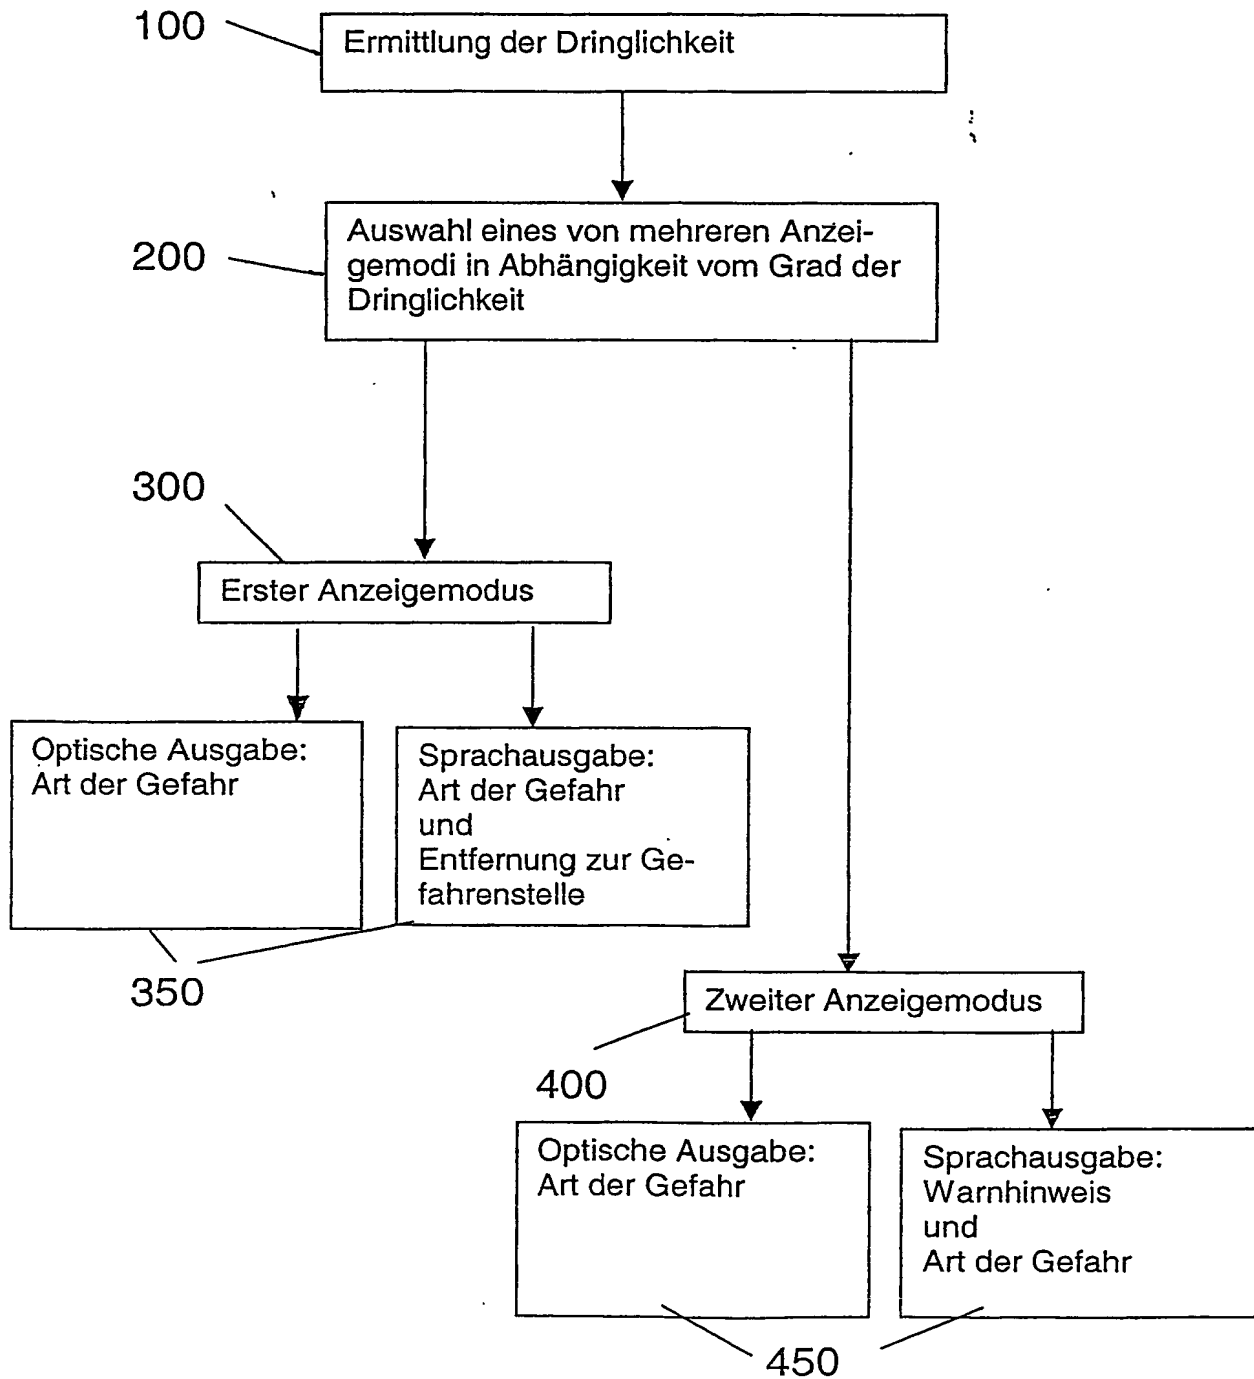 100
Ermittlung der Dringlichkeit
200
Auswahl eines von mehreren Anzei-
gemodi in Abhängigkeit vom Grad der
Dringlichkeit
300
Erster Anzeigemodus
Optische Ausgabe:
Art der Gefahr
Sprachausgabe:
Art der Gefahr
und
Entfernung zur Ge-
fahrenstelle
350
Zweiter Anzeigemodus
400
Optische Ausgabe:
Art der Gefahr
Sprachausgabe:
Warnhinweis
und
Art der Gefahr
450